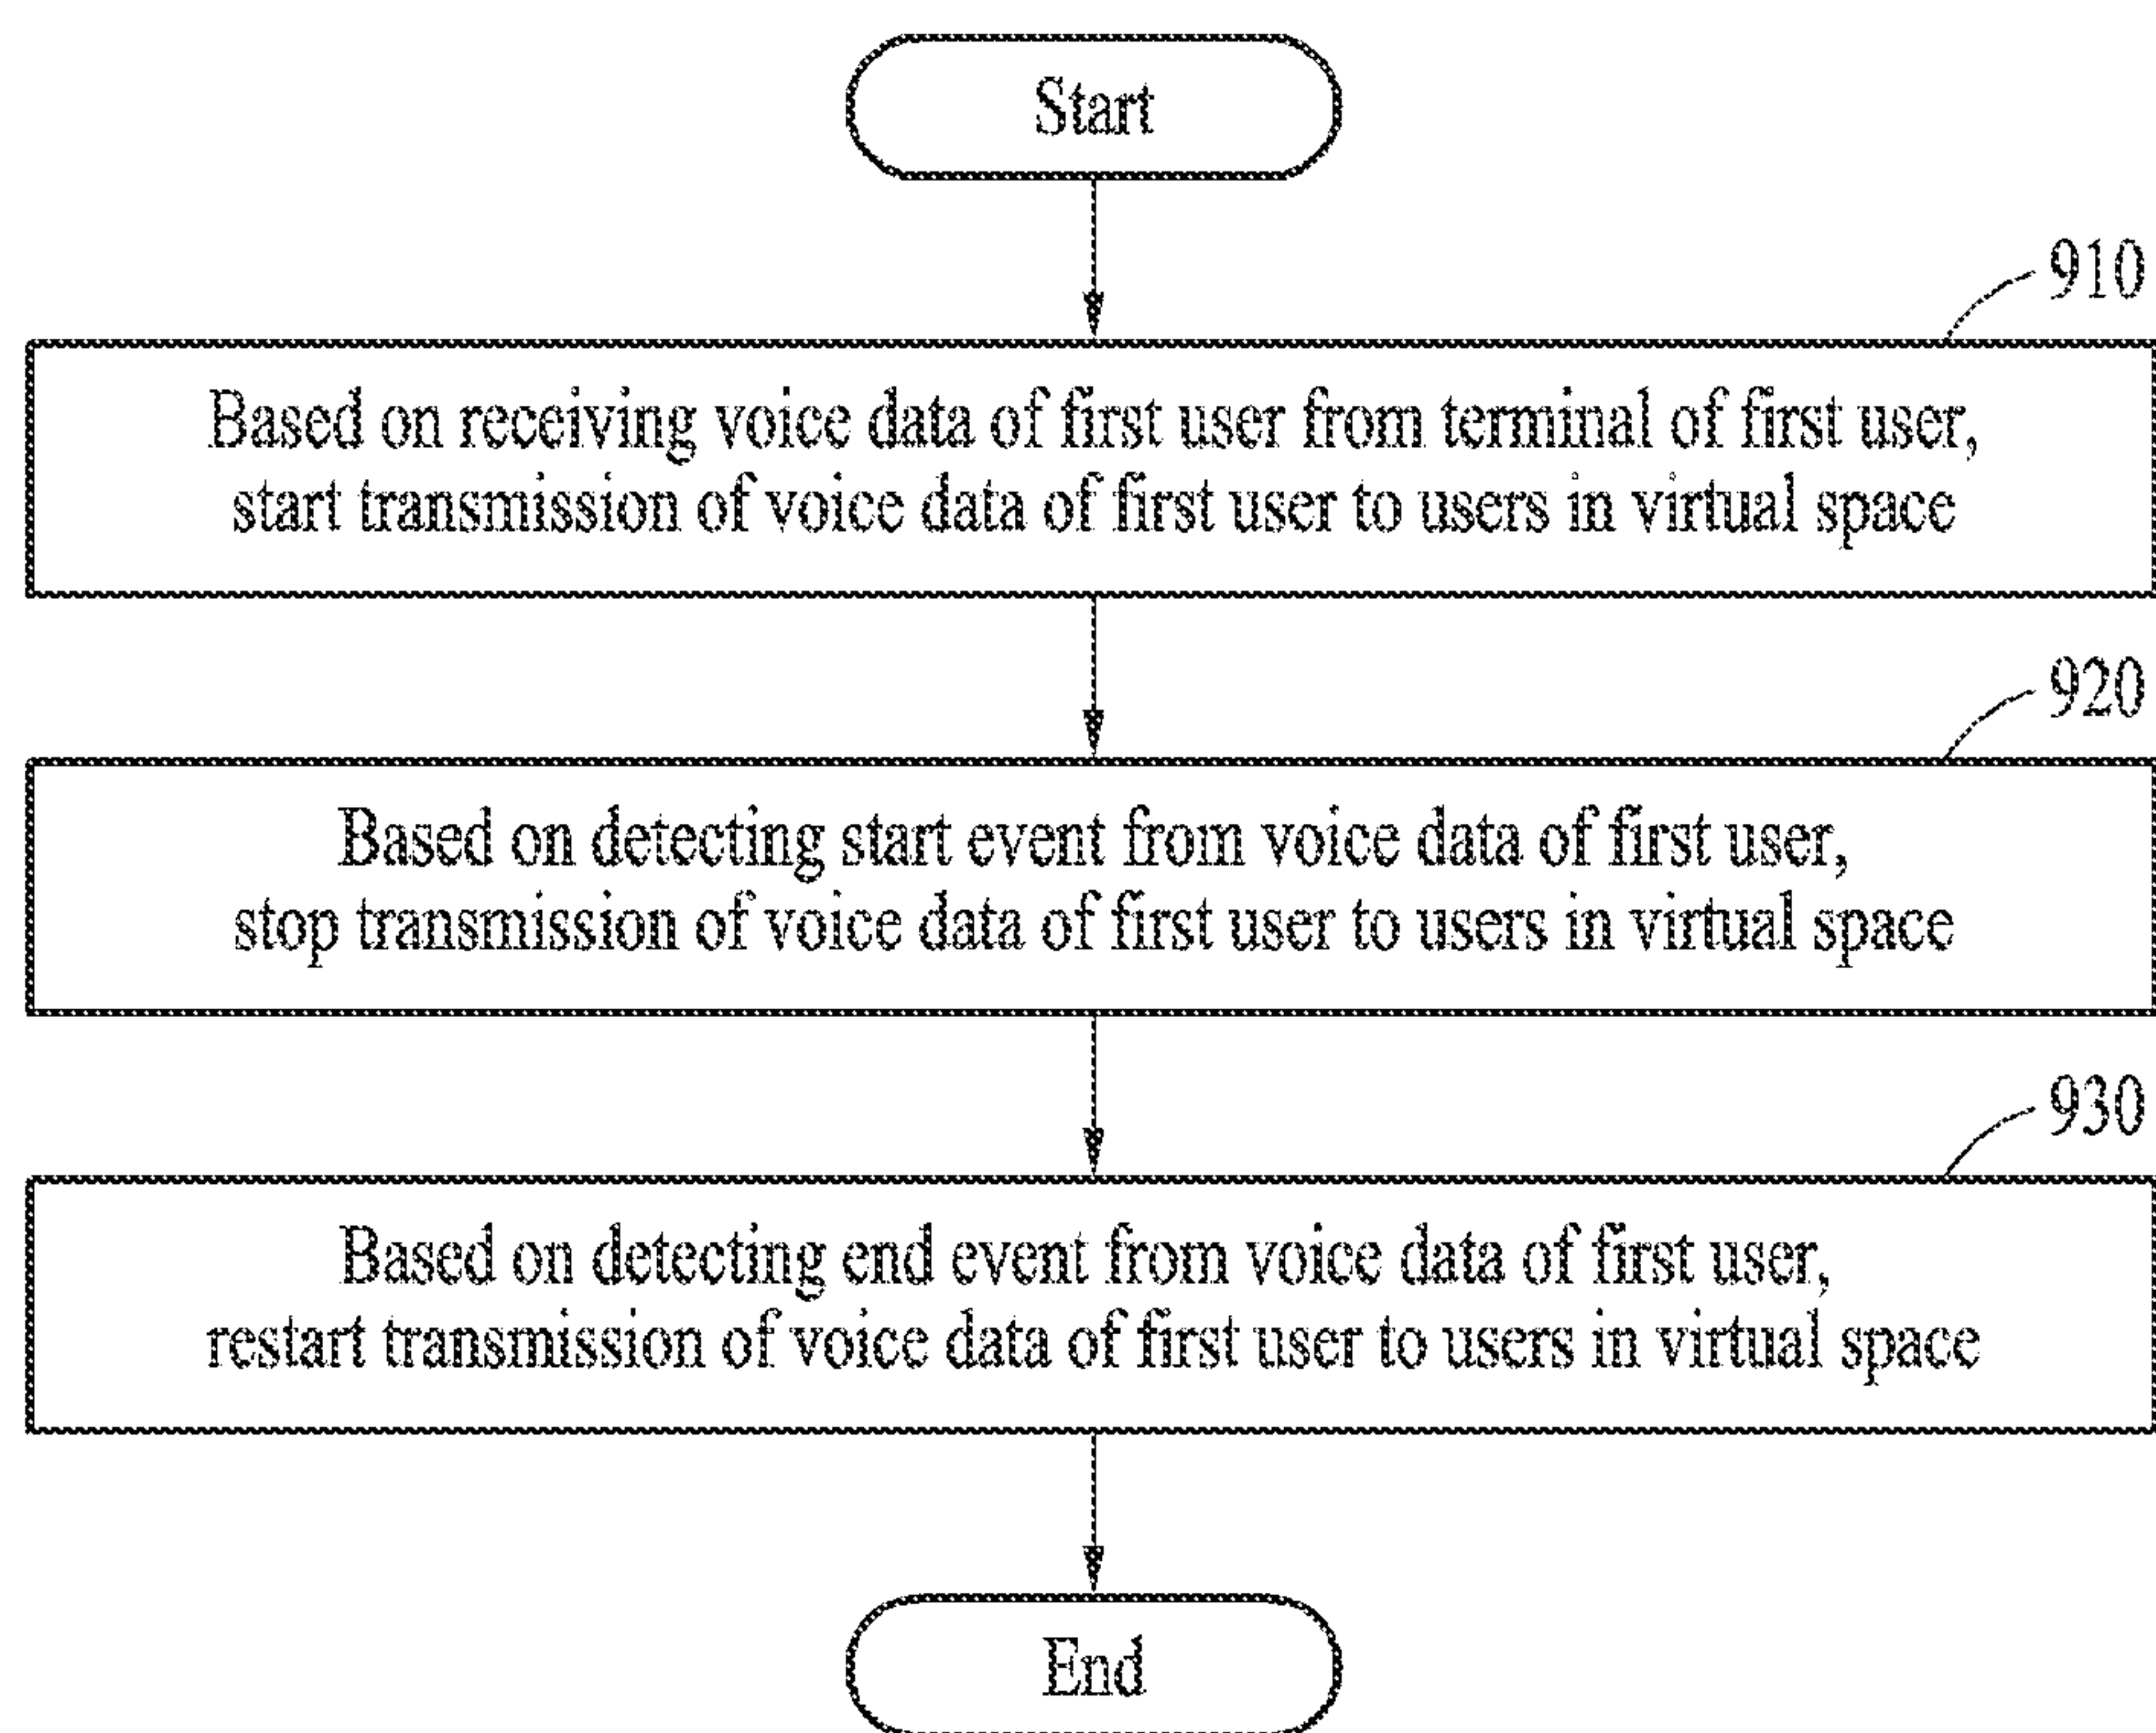 Start
910
Based on receiving voice data of first user from terminal of first user,
start transmission of voice data of first user to users in virtual space
920
Based on detecting start event from voice data of first user,
stop transmission of voice data of first user to users in virtual space
930
Based on detecting end event from voice data of first user,
restart transmission of voice data of first user to users in virtual space
End